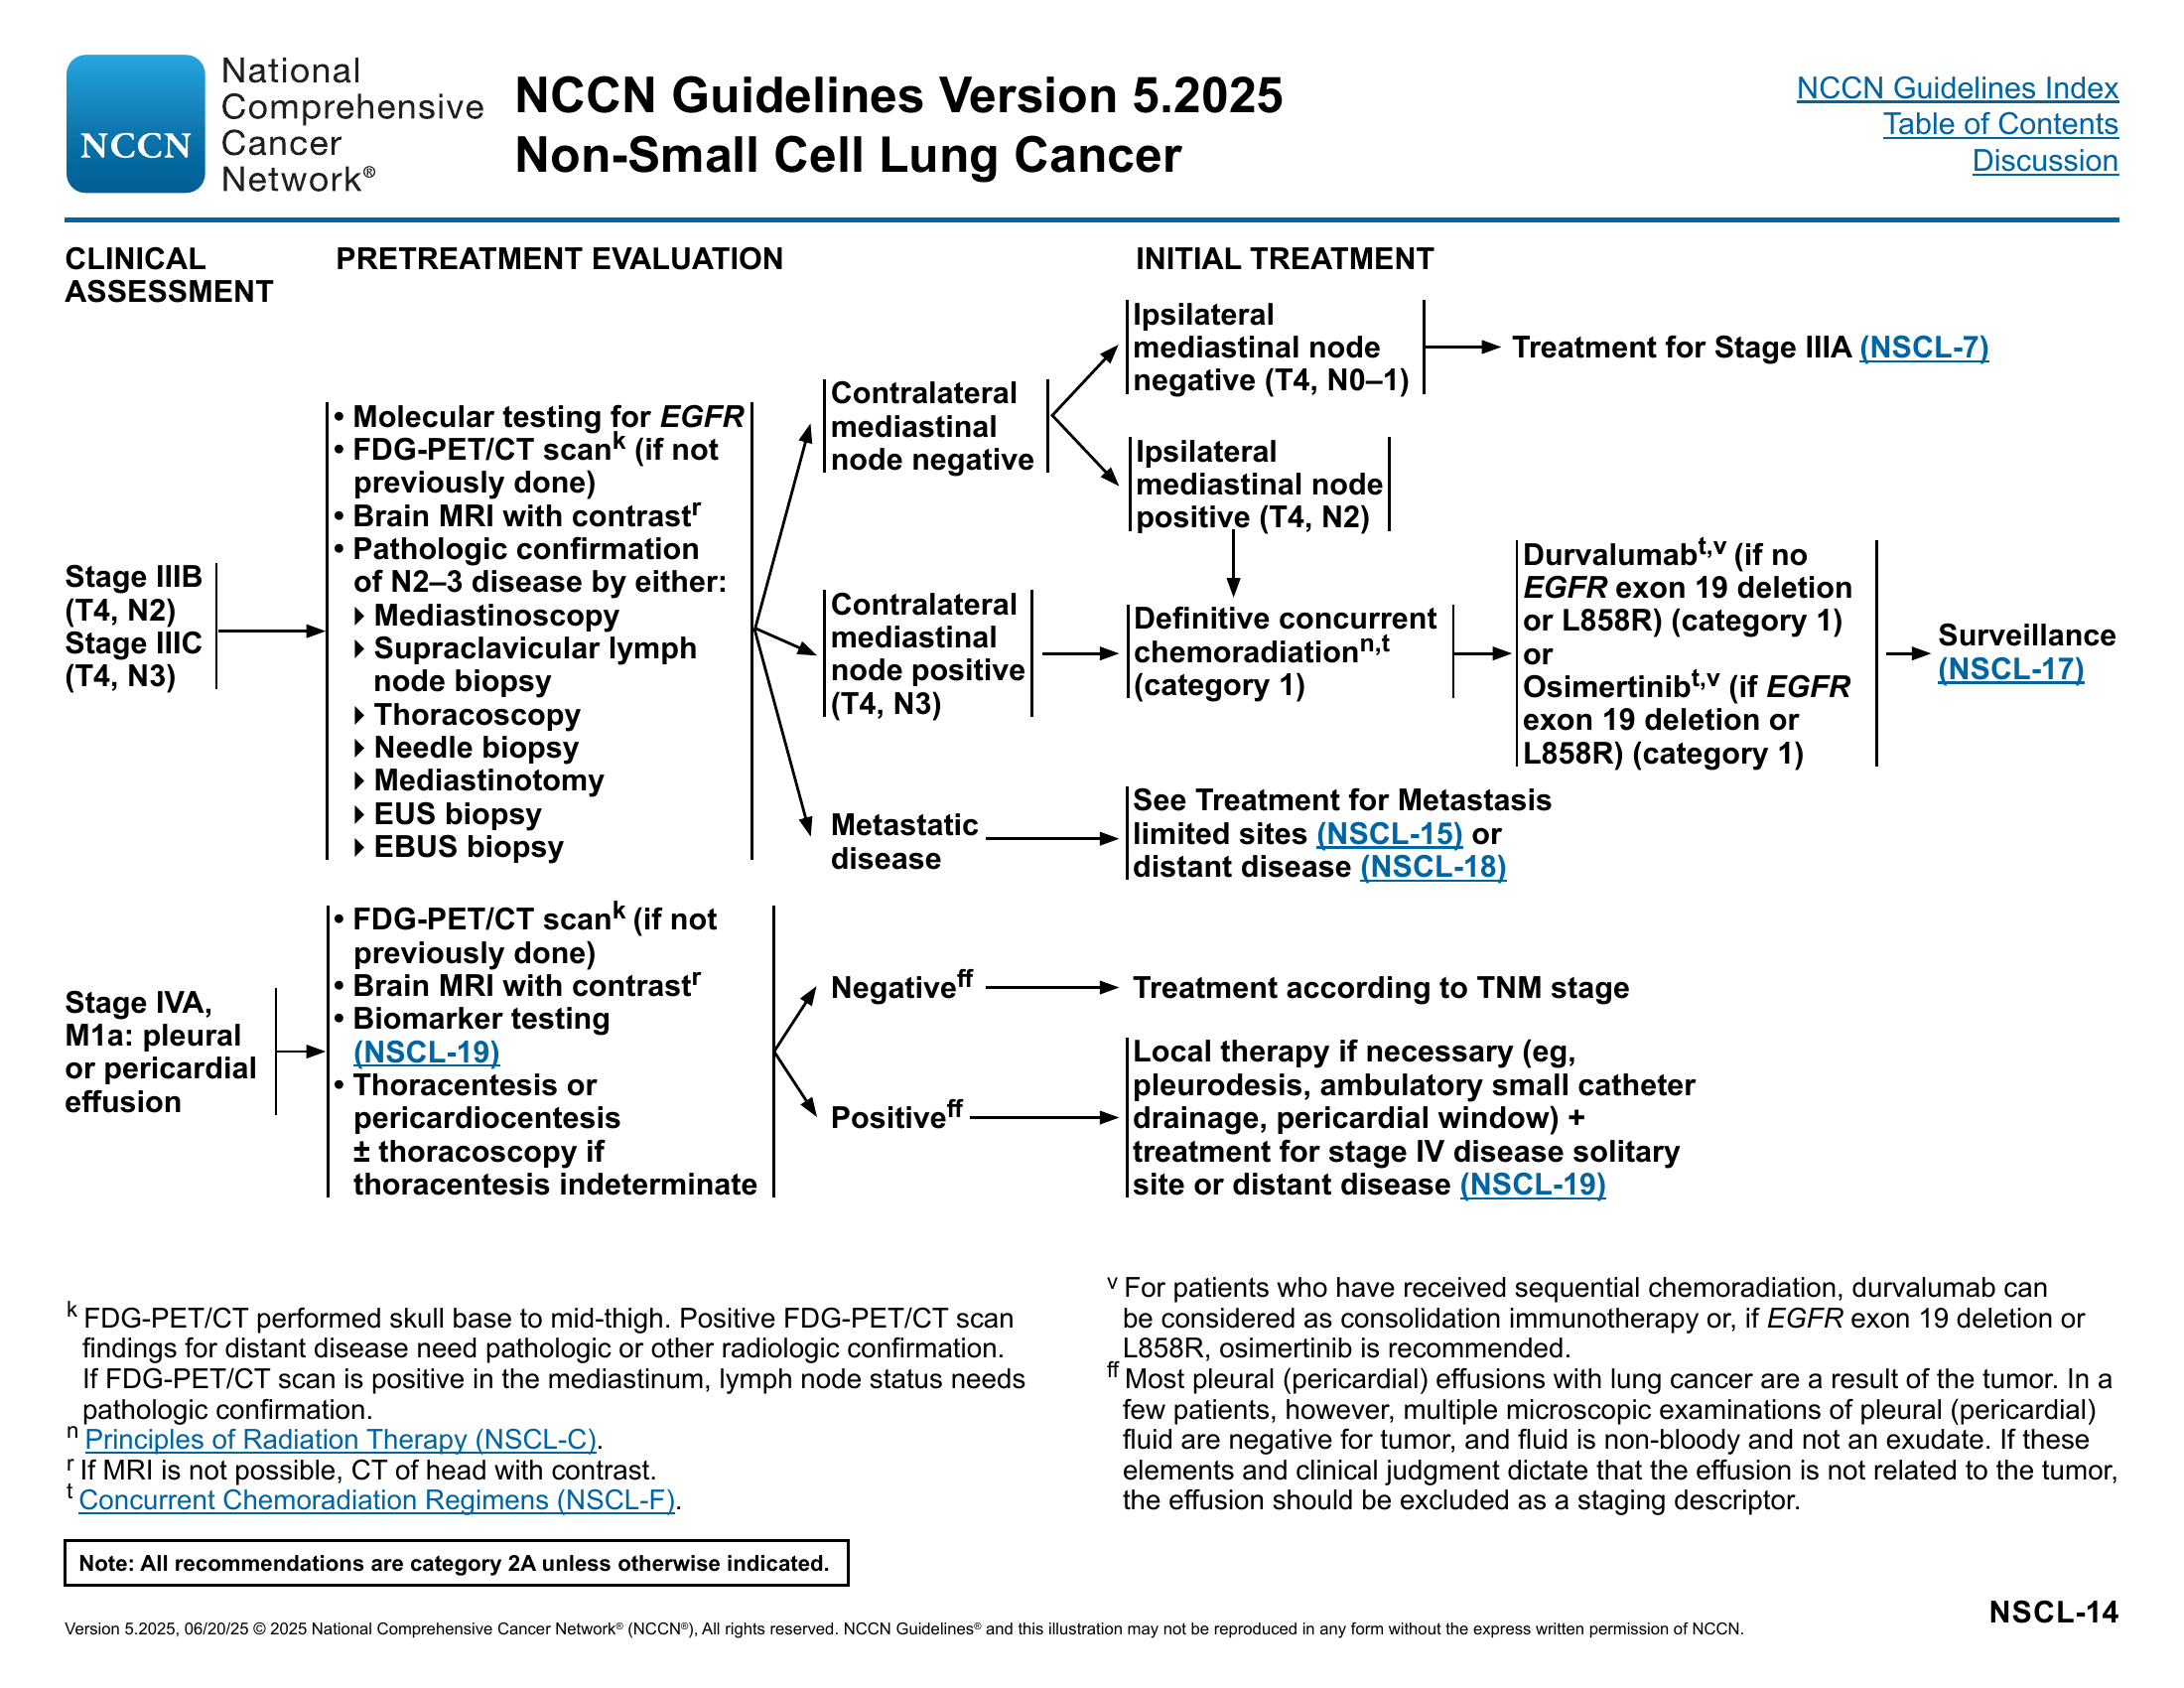 National
Comprehensive
Cancer
Network®
NCCN
NCCN Guidelines Version 5.2025
Non-Small Cell Lung Cancer
NCCN Guidelines Index
Table of Contents
Discussion
CLINICAL
ASSESSMENT
PRETREATMENT EVALUATION
INITIAL TREATMENT
Stage IIIB
(T4, N2)
Stage IIIC
(T4, N3)
• Molecular testing for EGFR
• FDG-PET/CT scank (if not
previously done)
• Brain MRI with contrastr
• Pathologic confirmation
of N2–3 disease by either:
Mediastinoscopy
Supraclavicular lymph
node biopsy
Thoracoscopy
Needle biopsy
Mediastinotomy
EUS biopsy
EBUS biopsy
Contralateral
mediastinal
node negative
Ipsilateral
mediastinal node
negative (T4, N0–1)
Treatment for Stage IIIA (NSCL-7)
Ipsilateral
mediastinal node
positive (T4, N2)
Contralateral
mediastinal
node positive
(T4, N3)
Definitive concurrent
chemoradiationn,t
(category 1)
Durvalumabt,v (if no
EGFR exon 19 deletion
or L858R) (category 1)
or
Osimertinibt,v (if EGFR
exon 19 deletion or
L858R) (category 1)
Surveillance
(NSCL-17)
Metastatic
disease
See Treatment for Metastasis
limited sites (NSCL-15) or
distant disease (NSCL-18)
Stage IVA,
M1a: pleural
or pericardial
effusion
• FDG-PET/CT scank (if not
previously done)
• Brain MRI with contrastr
• Biomarker testing
(NSCL-19)
• Thoracentesis or
pericardiocentesis
± thoracoscopy if
thoracentesis indeterminate
Negativeff
Treatment according to TNM stage
Positiveff
Local therapy if necessary (eg,
pleurodesis, ambulatory small catheter
drainage, pericardial window) +
treatment for stage IV disease solitary
site or distant disease (NSCL-19)
k FDG-PET/CT performed skull base to mid-thigh. Positive FDG-PET/CT scan
findings for distant disease need pathologic or other radiologic confirmation.
If FDG-PET/CT scan is positive in the mediastinum, lymph node status needs
pathologic confirmation.
n Principles of Radiation Therapy (NSCL-C).
r If MRI is not possible, CT of head with contrast.
t Concurrent Chemoradiation Regimens (NSCL-F).
v For patients who have received sequential chemoradiation, durvalumab can
be considered as consolidation immunotherapy or, if EGFR exon 19 deletion or
L858R, osimertinib is recommended.
ff Most pleural (pericardial) effusions with lung cancer are a result of the tumor. In a
few patients, however, multiple microscopic examinations of pleural (pericardial)
fluid are negative for tumor, and fluid is non-bloody and not an exudate. If these
elements and clinical judgment dictate that the effusion is not related to the tumor,
the effusion should be excluded as a staging descriptor.
Note: All recommendations are category 2A unless otherwise indicated.
NSCL-14
Version 5.2025, 06/20/25 © 2025 National Comprehensive Cancer Network® (NCCN®), All rights reserved. NCCN Guidelines® and this illustration may not be reproduced in any form without the express written permission of NCCN.